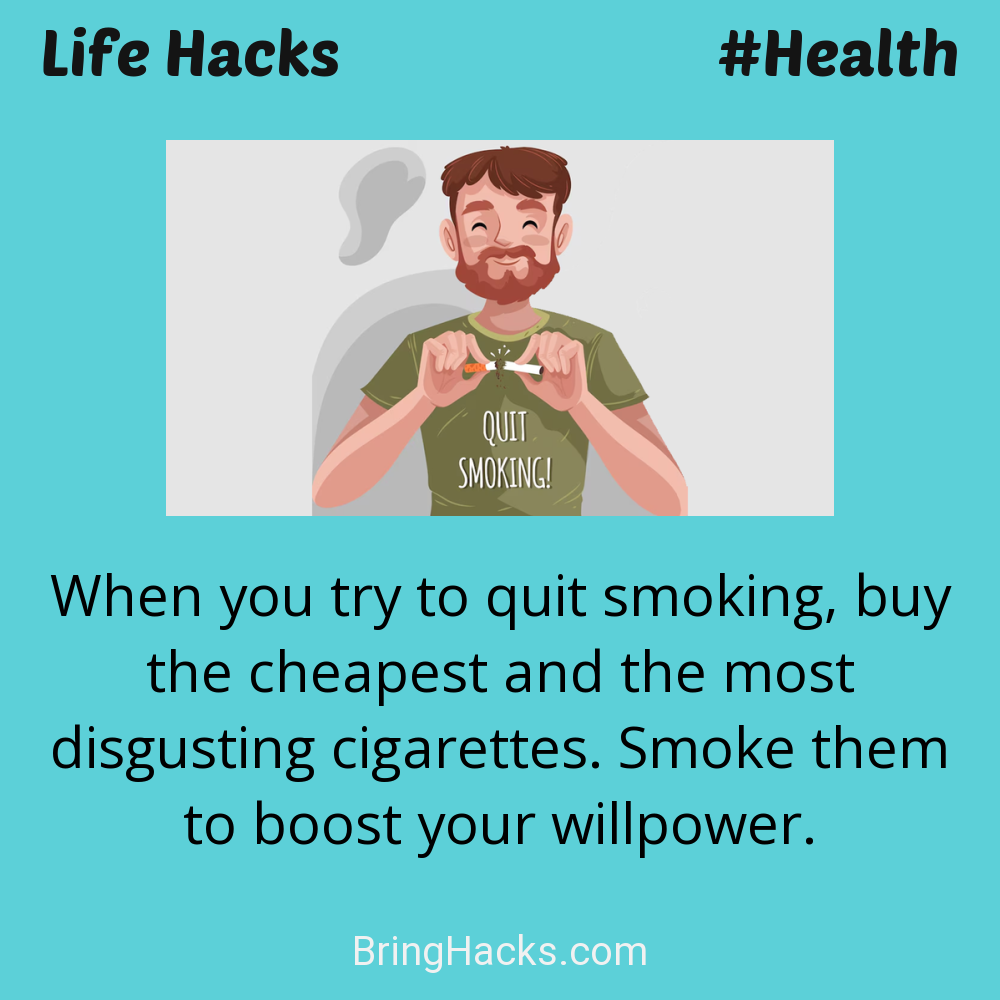 Life Hacks
#Health
QUIT
SMOKING!
When you try to quit smoking, buy
the cheapest and the most
disgusting cigarettes. Smoke them
to boost your willpower.
BringHacks.com